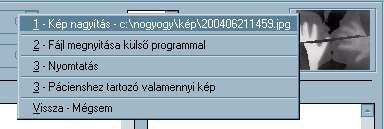 1 - Kép nagyítás - c:\nogyogy\kép\200406211459.jpg
2 - Fájl megnyitása külső programmal
3 - Nyomtatás
3 - Pácienshez tartozó valamennyi kép
Vissza - Mégsem